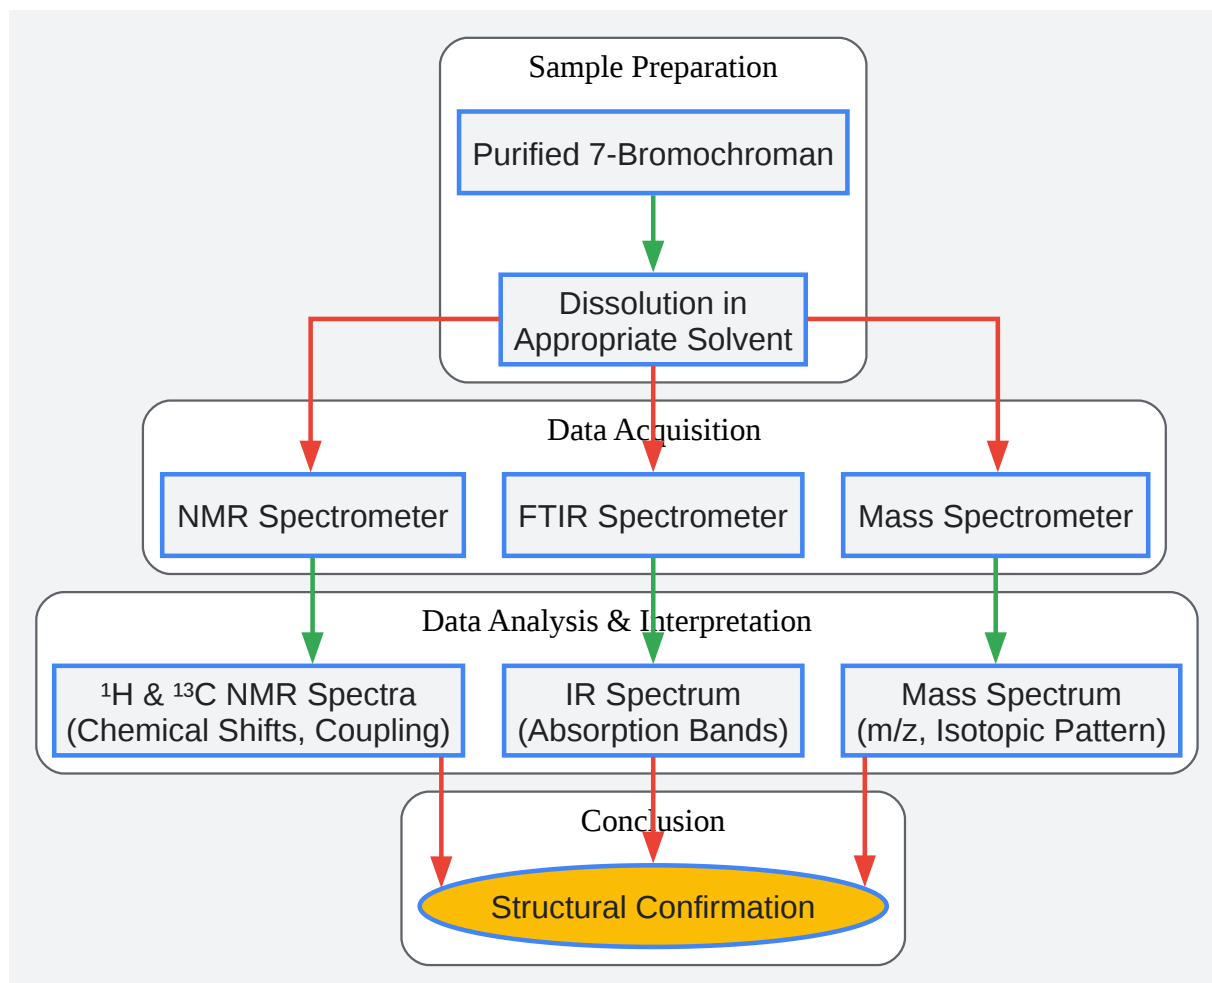 Sample Preparation
Purified 7-Bromochroman
Dissolution in
Appropriate Solvent
Data Acquisition
NMR Spectrometer
FTIR Spectrometer
Mass Spectrometer
Data Analysis & Interpretation
¹H & ¹³C NMR Spectra
(Chemical Shifts, Coupling)
IR Spectrum
(Absorption Bands)
Mass Spectrum
(m/z, Isotopic Pattern)
Conclusion
Structural Confirmation